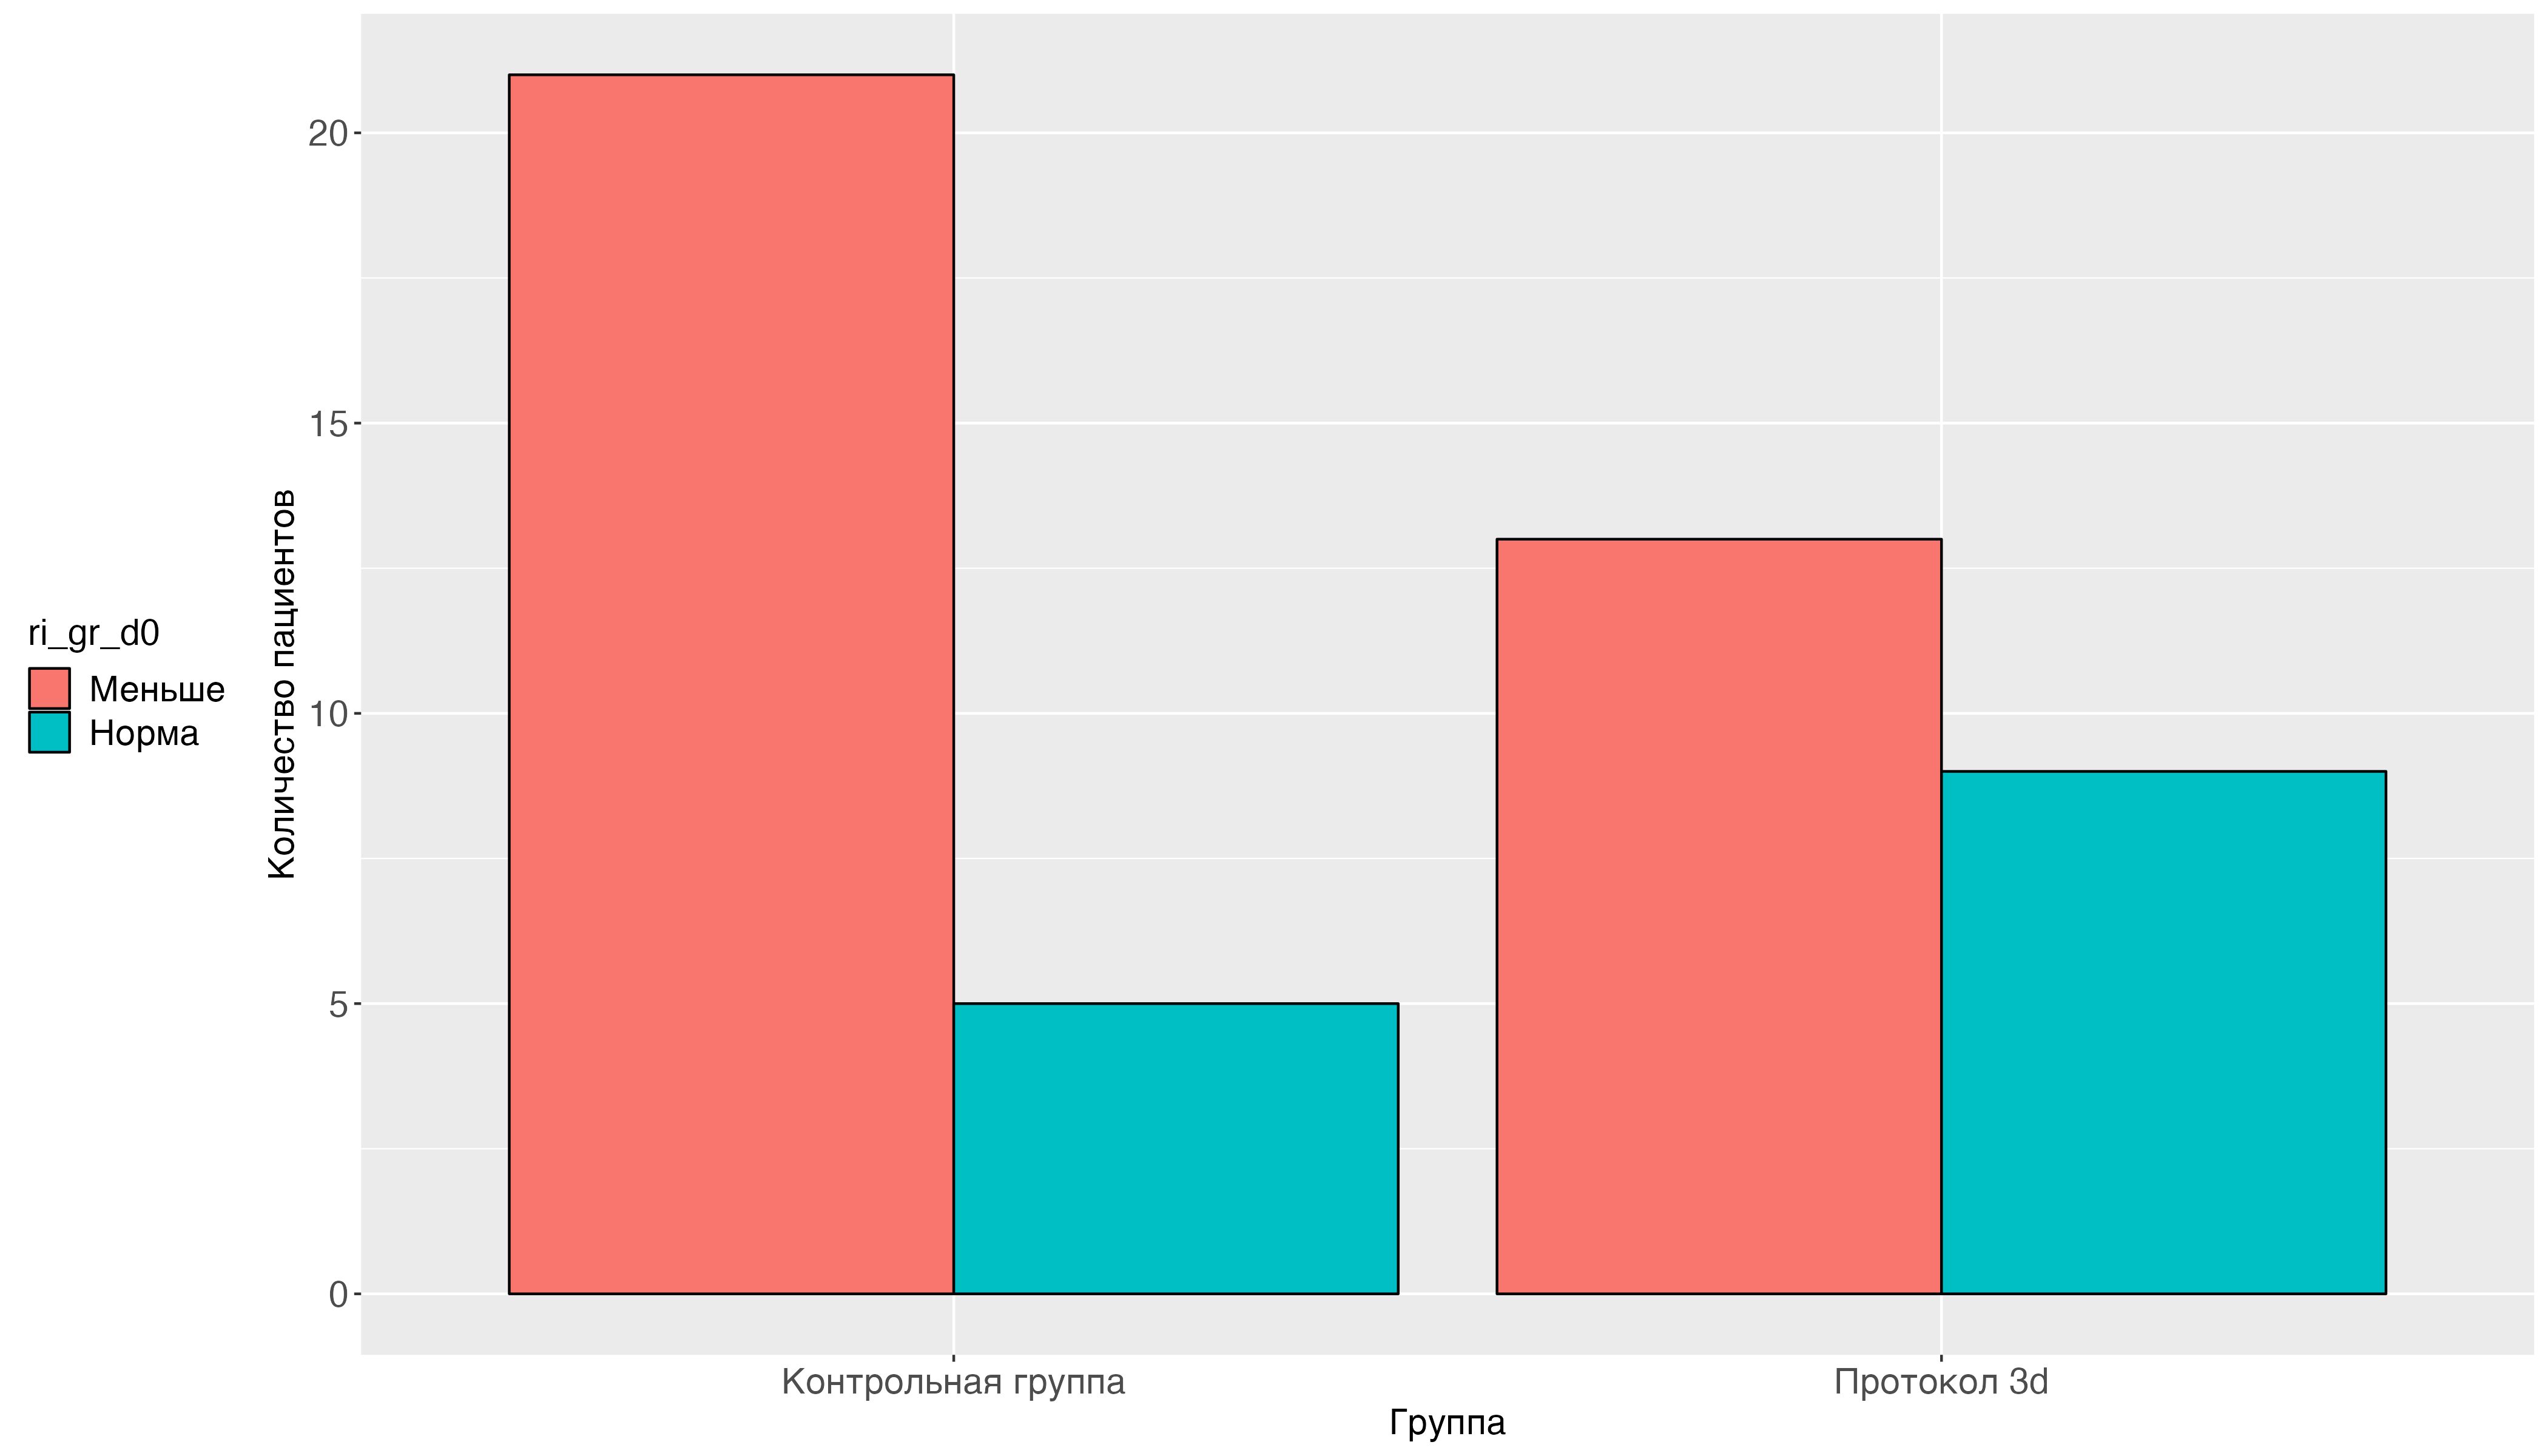 ri_gr_d0
Меньше
Норма
Количество пациентов
20
15
10
5
0
Контрольная группа
Протокол 3d
Группа